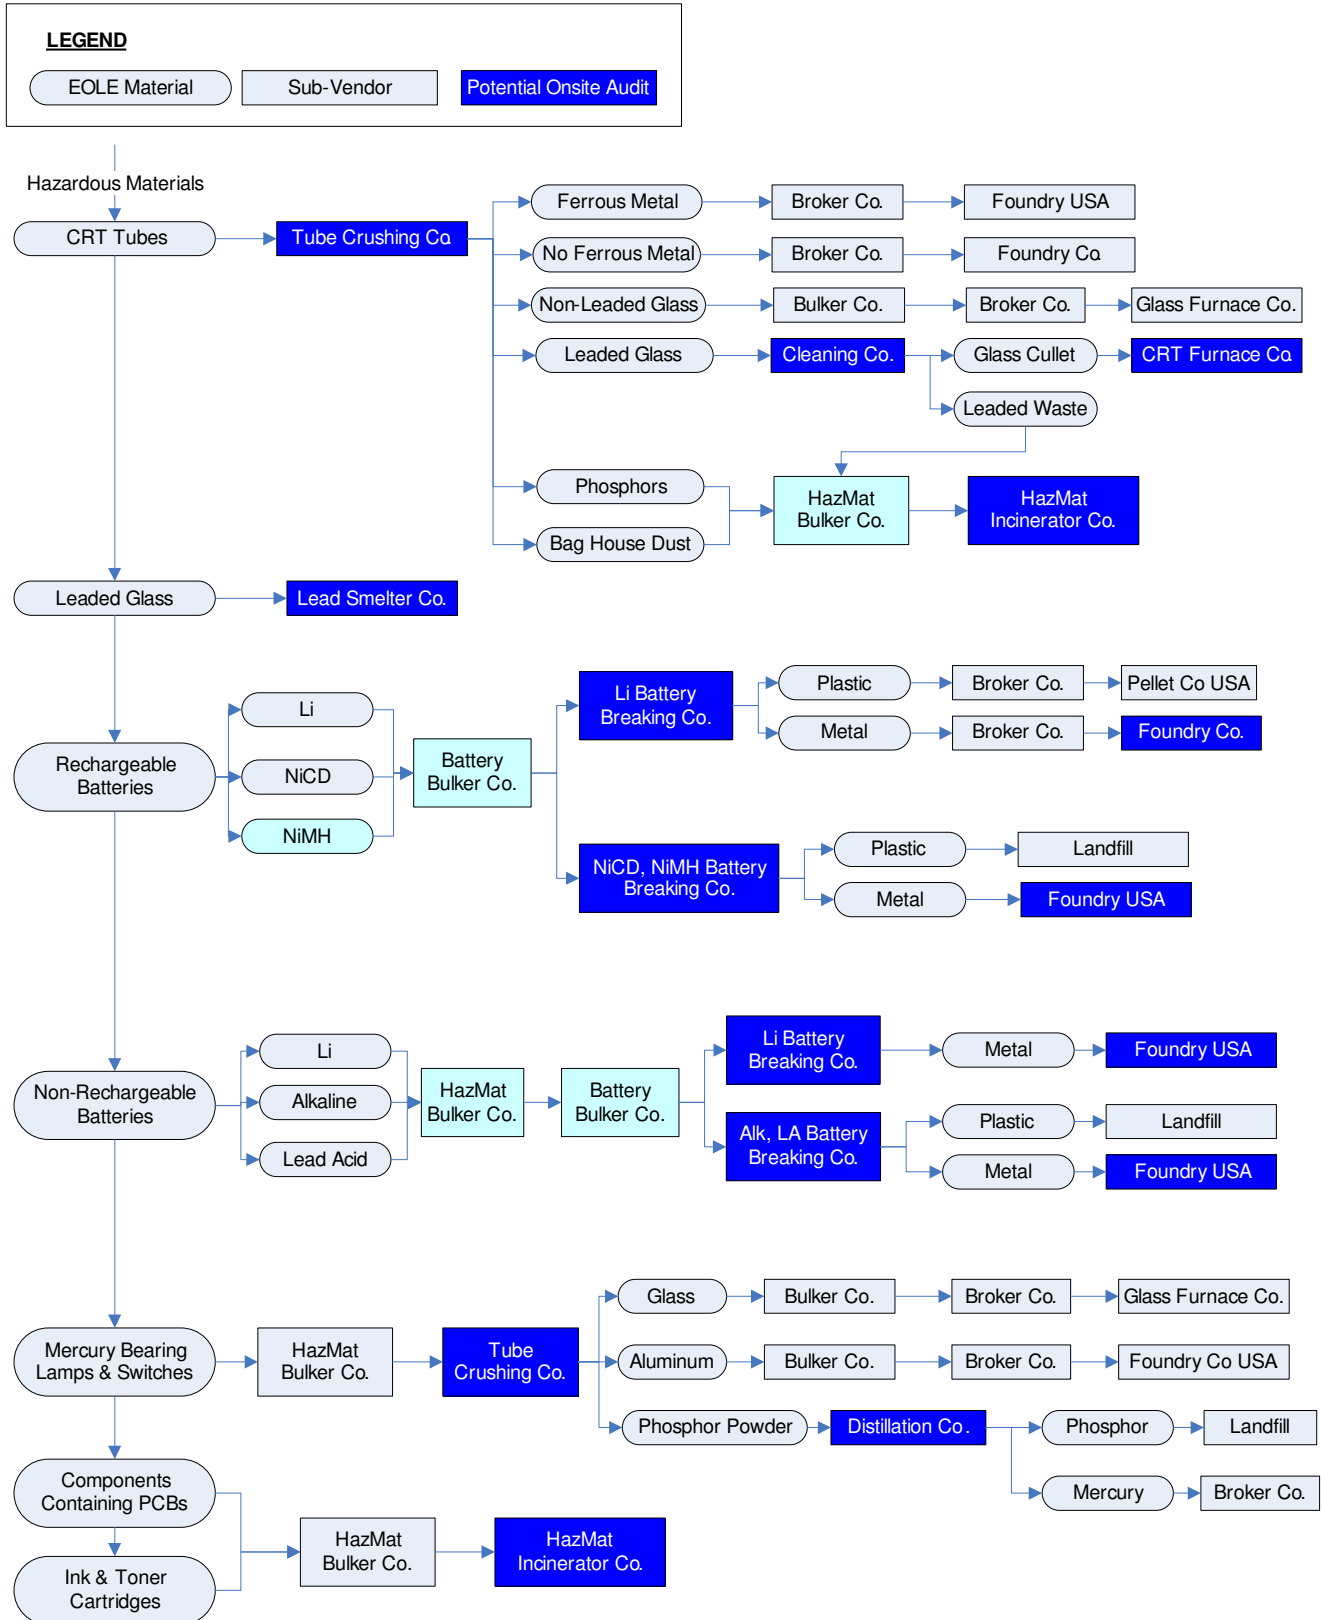 LEGEND
EOLE Material
Sub-Vendor
Potential Onsite Audit
Hazardous Materials
CRT Tubes
Tube Crushing Co
Ferrous Metal
Broker Co.
Foundry USA
No Ferrous Metal
Broker Co.
Foundry Co
Non-Leaded Glass
Bulker Co.
Broker Co.
Glass Furnace Co.
Leaded Glass
Cleaning Co.
Glass Cullet
CRT Furnace Co
Leaded Waste
Phosphors
Bag House Dust
HazMat
Bulker Co.
HazMat
Incinerator Co.
Leaded Glass
Lead Smelter Co.
Rechargeable
Batteries
Li
NiCD
NiMH
Battery
Bulker Co.
Li Battery
Breaking Co.
Plastic
Broker Co.
Pellet Co USA
Metal
Broker Co.
Foundry Co.
NiCD, NiMH Battery
Breaking Co.
Plastic
Landfill
Metal
Foundry USA
Non-Rechargeable
Batteries
Li
Alkaline
Lead Acid
HazMat
Bulker Co.
Battery
Bulker Co.
Li Battery
Breaking Co.
Metal
Foundry USA
Alk, LA Battery
Breaking Co.
Plastic
Landfill
Metal
Foundry USA
Mercury Bearing
Lamps & Switches
HazMat
Bulker Co.
Tube
Crushing Co.
Glass
Bulker Co.
Broker Co.
Glass Furnace Co.
Aluminum
Bulker Co.
Broker Co.
Foundry Co USA
Phosphor Powder
Distillation Co.
Phosphor
Landfill
Mercury
Broker Co.
Components
Containing PCBs
Ink & Toner
Cartridges
HazMat
Bulker Co.
HazMat
Incinerator Co.